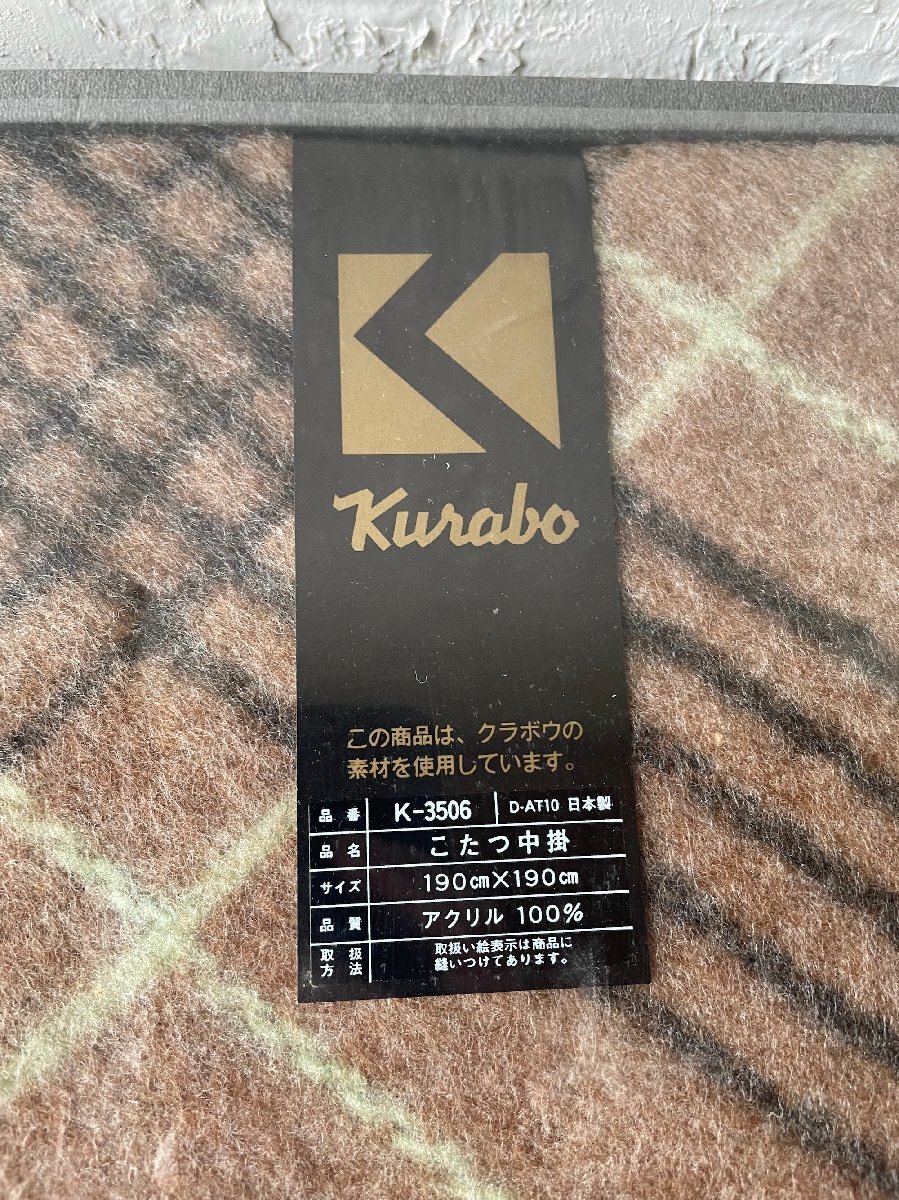 Kurabo
この商品は、クラボウの
素材を使用しています。
品番 K-3506 D・AT10 日本製
品名 こたつ中掛
サイズ 190㎝×190㎝
品質 アクリル 100%
取扱方法 取扱い絵表示は商品に
縫いつけてあります。